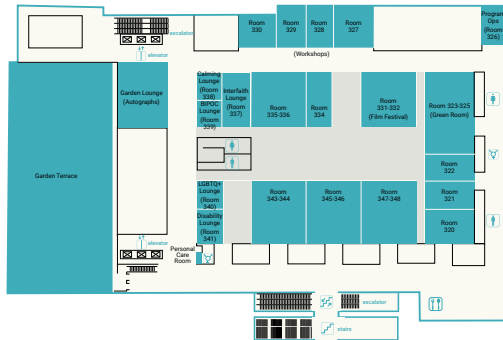 Room
330
Room
329
Room
328
Room
327
Program
Ops
(Room
326)
escalator
elevator
(Workshops)
Garden Lounge
(Autographs)
Calming
Lounge
(Room
338)
BIPOC
Lounge
(Room
339)
Interfaith
Lounge
(Room
337)
Room
335-336
Room
334
Room
331-332
(Film Festival)
Room 323-325
(Green Room)
Room
322
Garden Terrace
LGBTQ+
Lounge
(Room
340)
Disability
Lounge
(Room
341)
Room
343-344
Room
345-346
Room
347-348
Room
321
Room
320
elevator
Personal
Care
Room
escalator
stairs